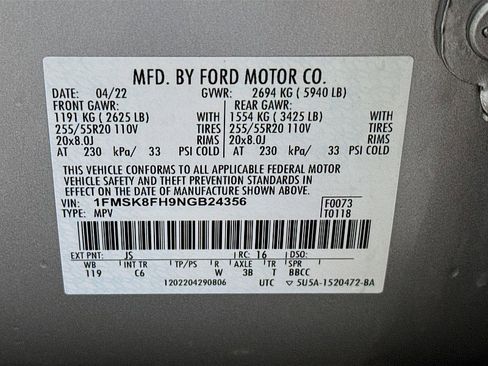 MFD. BY FORD MOTOR CO.
DATE: 04/22 GVWR: 2694 KG ( 5940 LB)
FRONT GAWR: REAR GAWR:
1191 KG ( 2625 LB) WITH 1554 KG ( 3425 LB) WITH
255/55R20 110V TIRES 255/55R20 110V TIRES
20x8.0J RIMS 20x8.0J RIMS
AT 230 kPa/ 33 PSI COLD AT 230 kPa/ 33 PSI COLD
THIS VEHICLE CONFORMS TO ALL APPLICABLE FEDERAL MOTOR
VEHICLE SAFETY AND BUMPER AND THEFT PREVENTION STANDARDS
IN EFFECT ON THE DATE OF MANUFACTURE SHOWN ABOVE.
VIN: 1FMSK8FH9NGB24356 F0073
TYPE: MPV T0118
EXT PNT: JS RC: 16 DSO:
WB INT TR TP/PS R AXLE TR SPR
119 C6 W 3B T BBCC
1202204290806 UTC ▽ 5U5A-1520472-BA